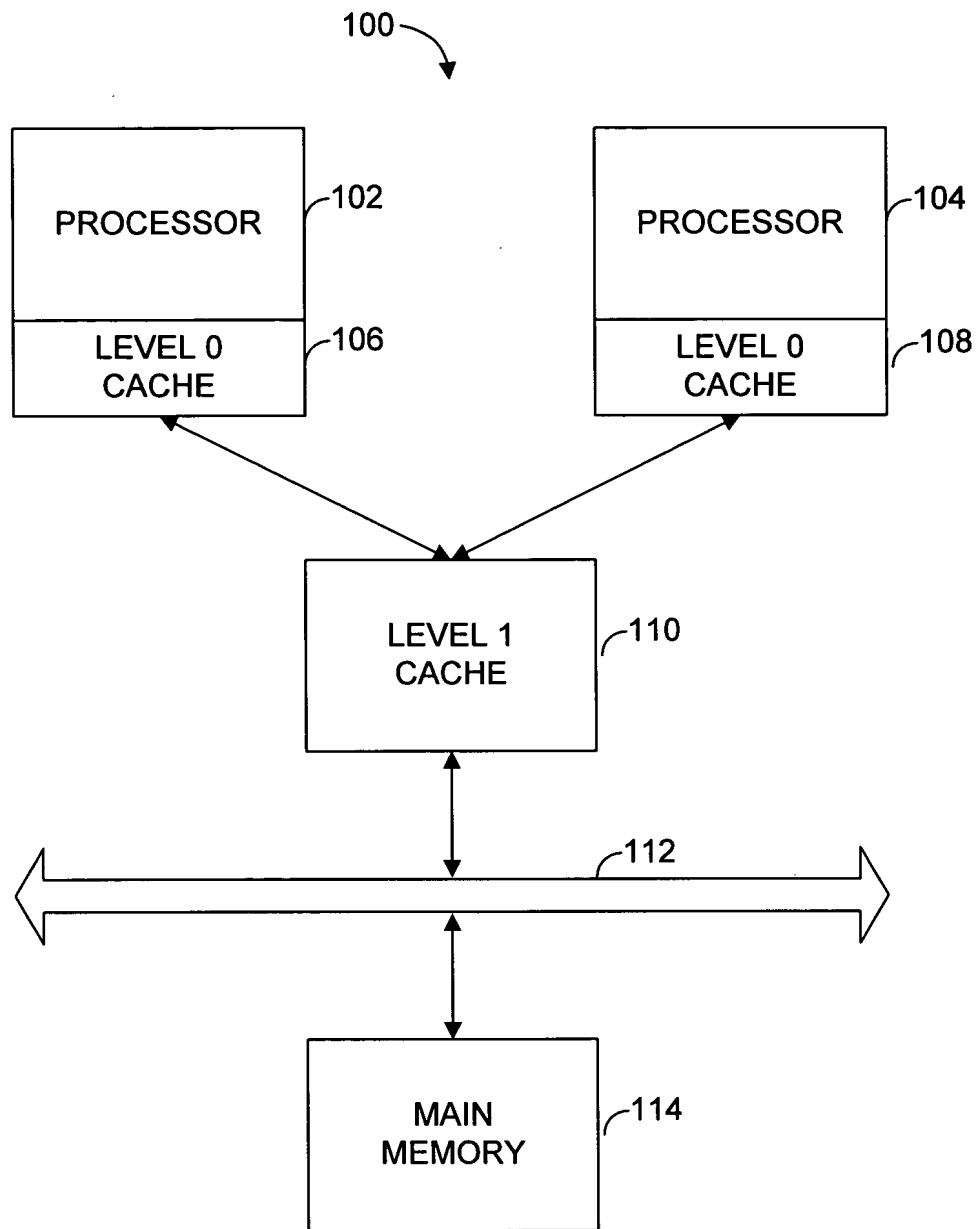 100
PROCESSOR
102
PROCESSOR
104
LEVEL 0
CACHE
106
LEVEL 0
CACHE
108
LEVEL 1
CACHE
110
112
MAIN
MEMORY
114